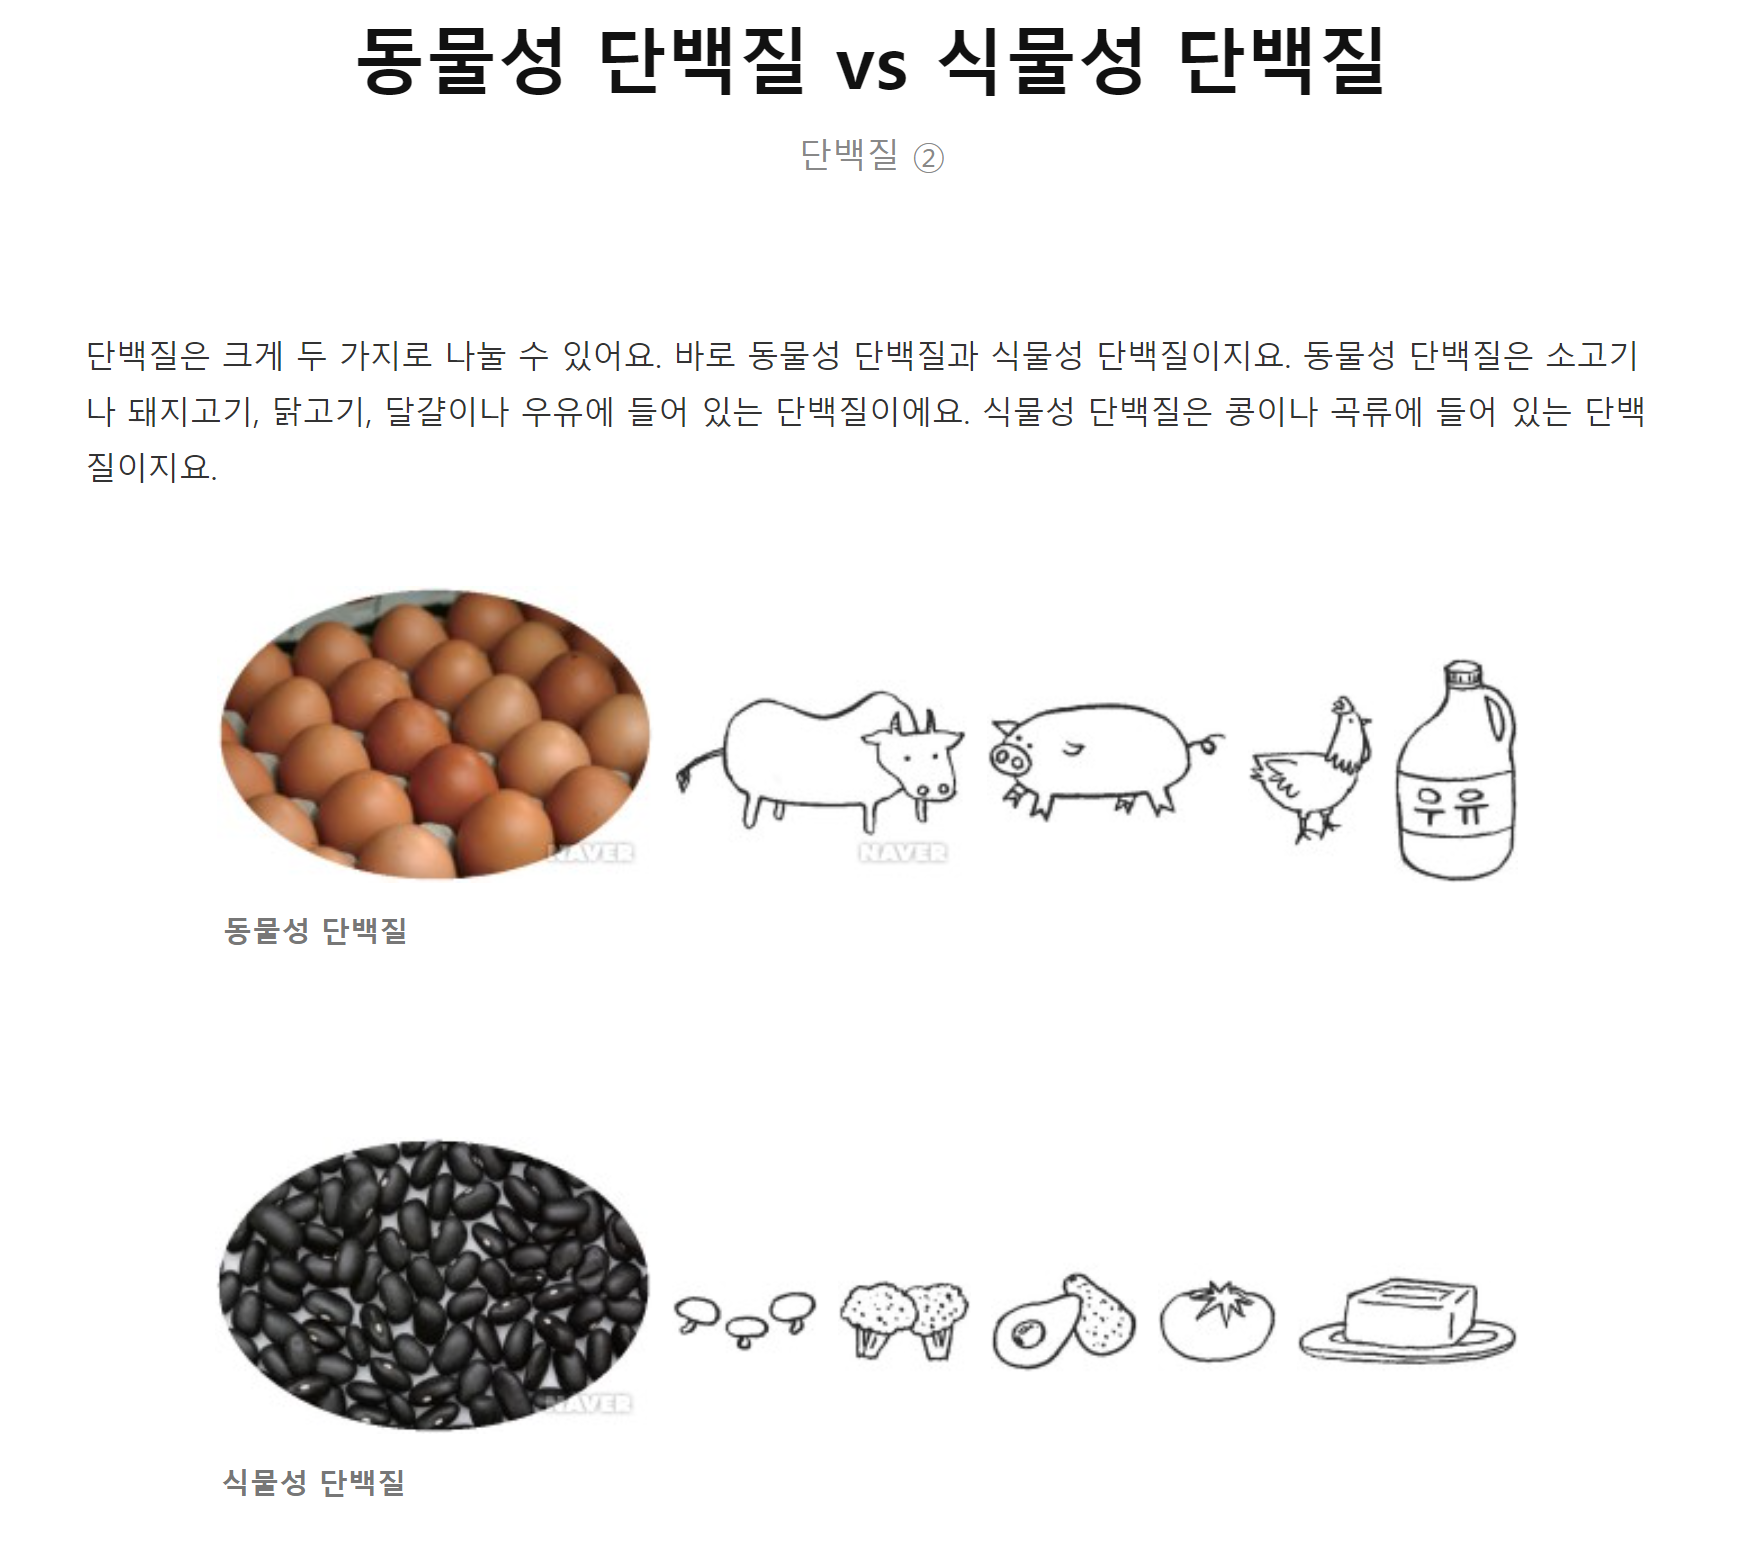 동물성 단백질 vs 식물성 단백질
단백질 ②
단백질은 크게 두 가지로 나눌 수 있어요. 바로 동물성 단백질과 식물성 단백질이지요. 동물성 단백질은 소고기
나 돼지고기, 닭고기, 달걀이나 우유에 들어 있는 단백질이에요. 식물성 단백질은 콩이나 곡류에 들어 있는 단백
질이지요.
우유
NAVER
NAVER
동물성 단백질
NAVER
식물성 단백질